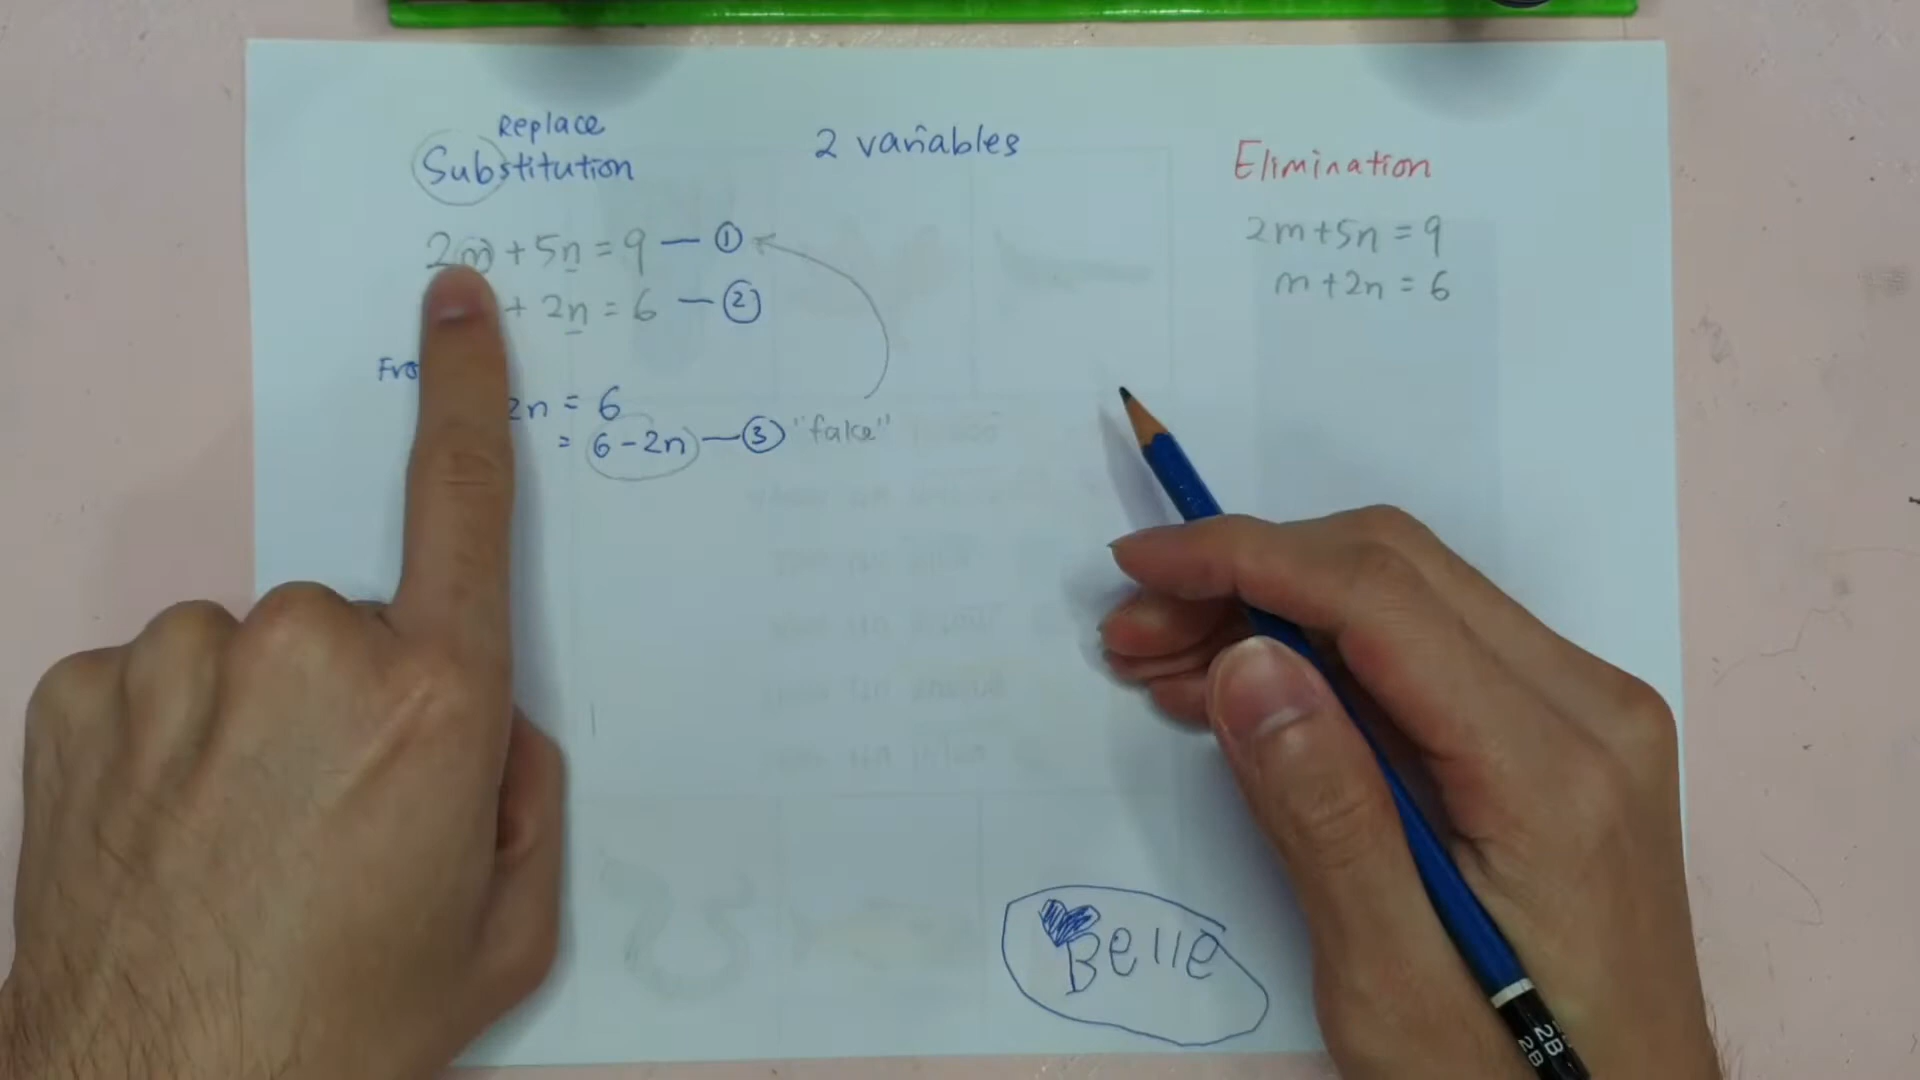 Replace
Substitution
2 variables
Elimination
2m + 5n = 9 — ①
+ 2n = 6 — ②
2m + 5n = 9
m + 2n = 6
Fro
2n = 6
= 6 - 2n — ③ "fake"
Belle
2B
2B